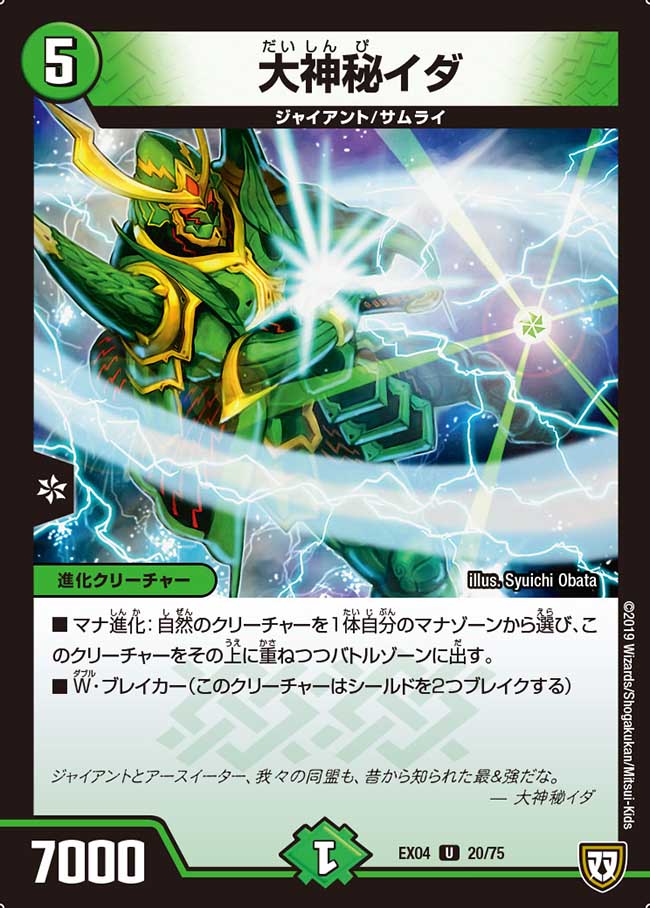 5
だいしんぴ
大神秘イダ
ジャイアント/サムライ
進化クリーチャー
illus. Syuichi Obata
■ マナ進化：自然のクリーチャーを1体自分のマナゾーンから選び、こ
のクリーチャーをその上に重ねつつバトルゾーンに出す。
■ W・ブレイカー（このクリーチャーはシールドを2つブレイクする）
ジャイアントとアースイーター、我々の同盟も、昔から知られた最&強だな。
— 大神秘イダ
©2019 Wizards/Shogakukan/Mitsui-Kids
7000
1
EX04 U 20/75